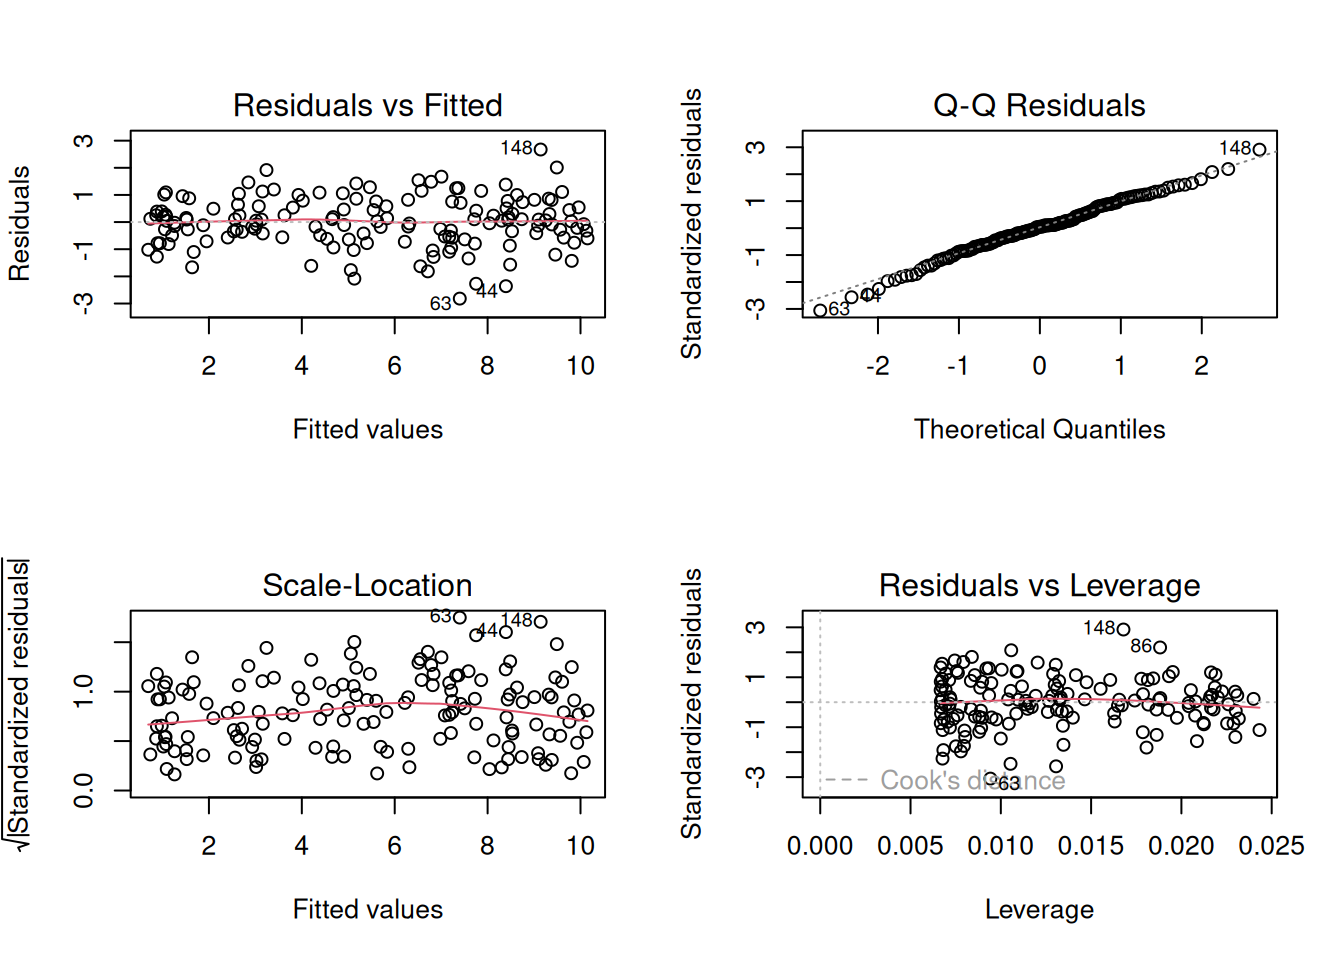 Residuals vs Fitted
Residuals
3
1
-1
-3
148
63
44
2 4 6 8 10
Fitted values
Q-Q Residuals
Standardized residuals
3
1
-1
-3
148
63
44
-2 -1 0 1 2
Theoretical Quantiles
Scale-Location
√|Standardized residuals|
1.0
0.0
63
44
148
2 4 6 8 10
Fitted values
Residuals vs Leverage
Standardized residuals
3
1
-1
-3
148
86
63
Cook's distance
0.000 0.005 0.010 0.015 0.020 0.025
Leverage